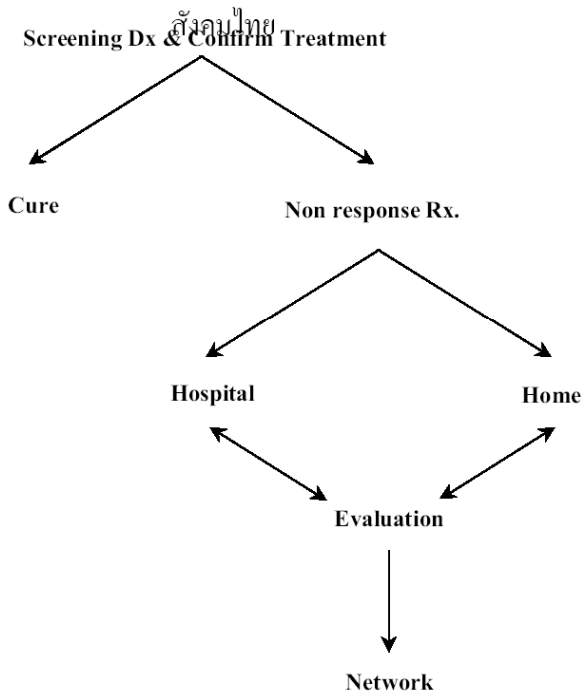 สังคมไทย
Screening Dx & Confirm Treatment
Cure
Non response Rx.
Hospital
Home
Evaluation
Network